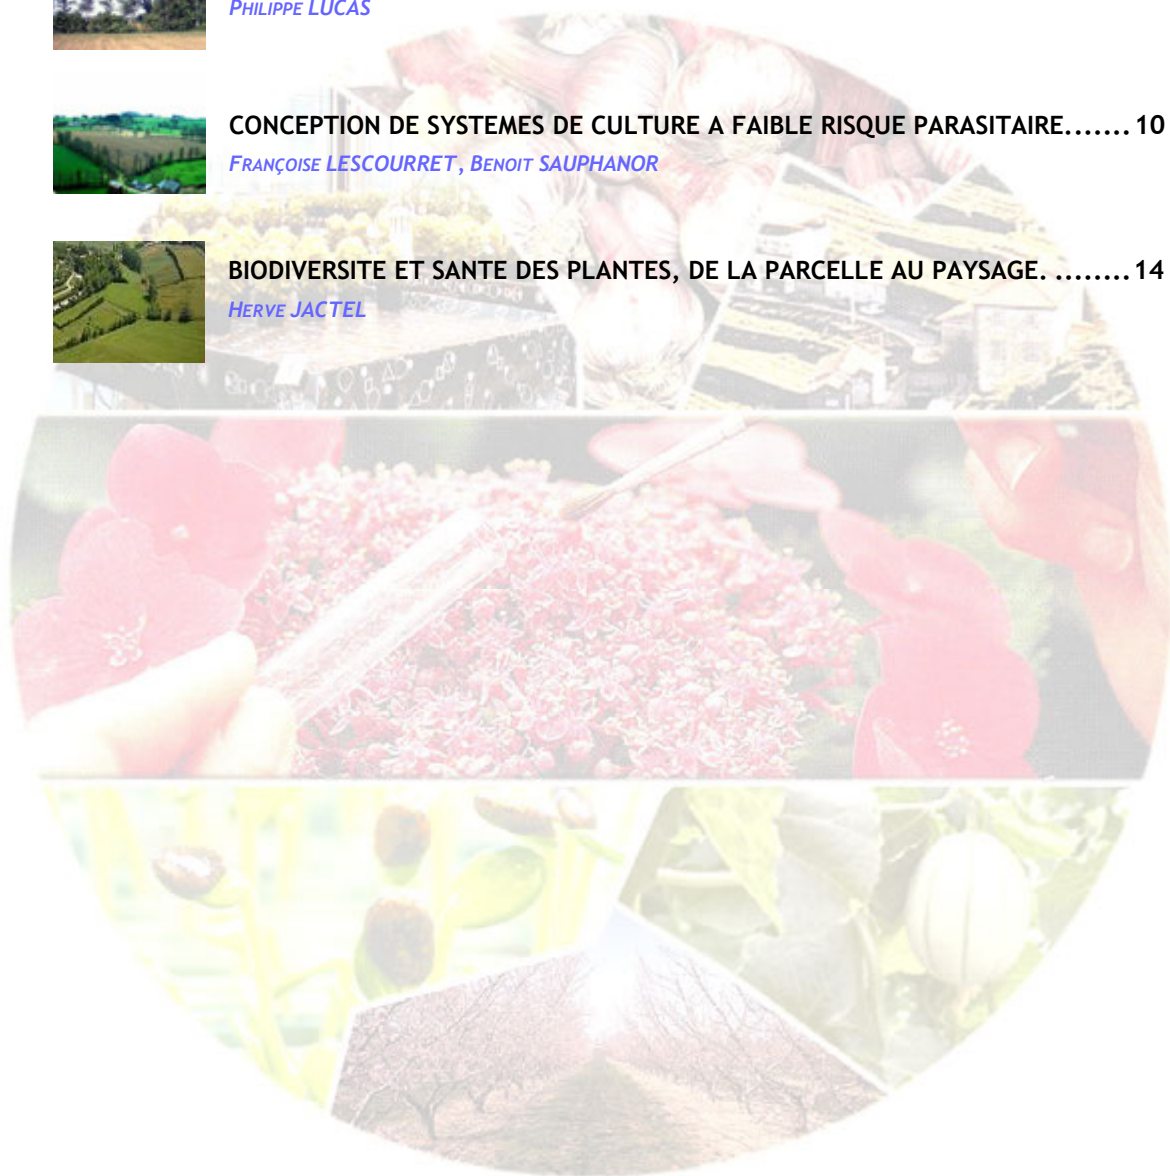 PHILIPPE LUCAS
CONCEPTION DE SYSTEMES DE CULTURE A FAIBLE RISQUE PARASITAIRE.......10
FRANÇOISE LESCOURRET, BENOIT SAUPHANOR
BIODIVERSITE ET SANTE DES PLANTES, DE LA PARCELLE AU PAYSAGE. ........14
HERVE JACTEL